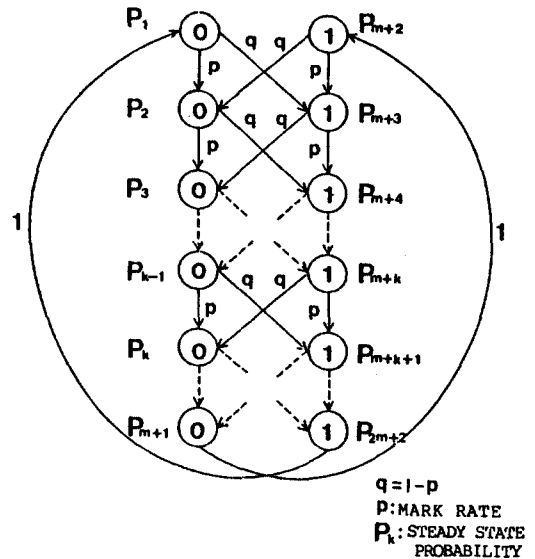 P₁ 0 q q 1 Pₘ₊₂
p p
P₂ 0 q q 1 Pₘ₊₃
p p
P₃ 0 1 Pₘ₊₄
1 1
Pₖ₋₁ 0 q q 1 Pₘ₊ₖ
p p
Pₖ 0 1 Pₘ₊ₖ₊₁
Pₘ₊₁ 0 1 P₂ₘ₊₂
q = 1-p
p: MARK RATE
Pₖ: STEADY STATE
PROBABILITY